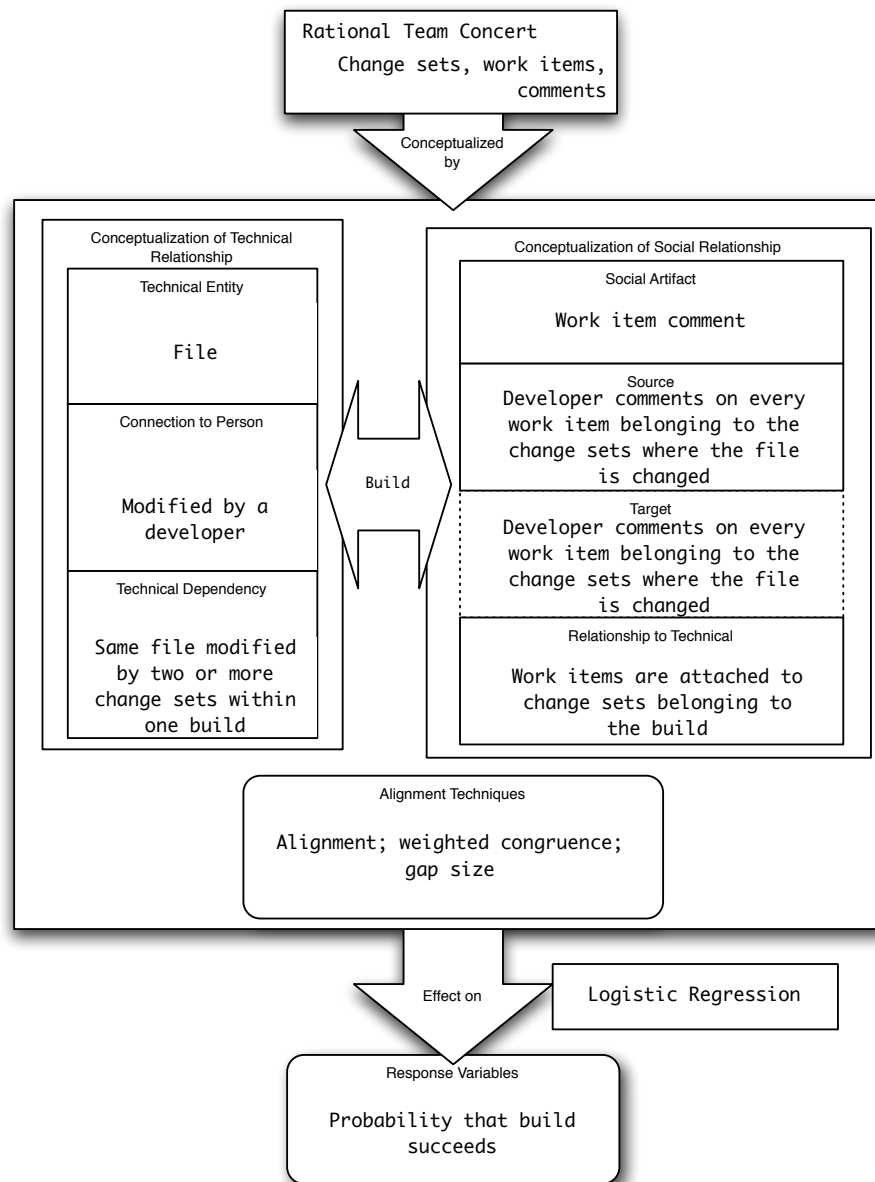 Rational Team Concert
Change sets, work items,
comments
Conceptualized
by
Conceptualization of Technical
Relationship
Technical Entity
File
Connection to Person
Modified by a
developer
Technical Dependency
Same file modified
by two or more
change sets within
one build
Build
Conceptualization of Social Relationship
Social Artifact
Work item comment
Source
Developer comments on every
work item belonging to the
change sets where the file
is changed
Target
Developer comments on every
work item belonging to the
change sets where the file
is changed
Relationship to Technical
Work items are attached to
change sets belonging to
the build
Alignment Techniques
Alignment; weighted congruence;
gap size
Effect on
Logistic Regression
Response Variables
Probability that build
succeeds